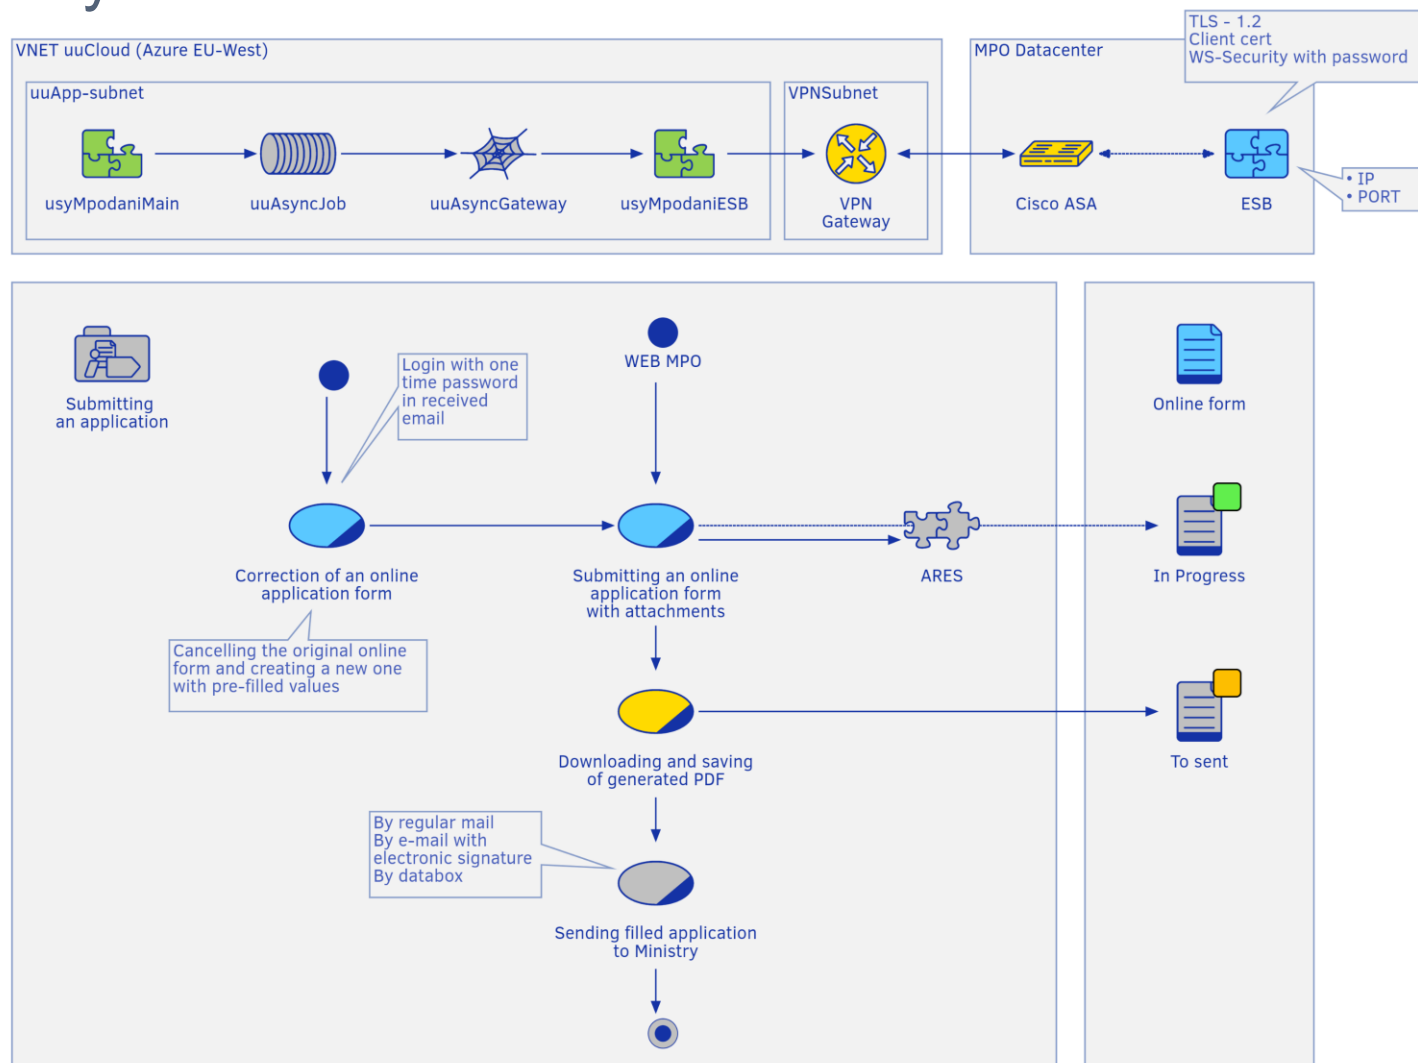 VNET uuCloud (Azure EU-West)
MPO Datacenter
TLS - 1.2
Client cert
WS-Security with password
uuApp-subnet
VPNSubnet
usyMpodaniMain
uuAsyncJob
uuAsyncGateway
usyMpodaniESB
VPN
Gateway
Cisco ASA
ESB
• IP
• PORT
Submitting
an application
Login with one
time password
in received
email
WEB MPO
Online form
Correction of an online
application form
Submitting an online
application form
with attachments
ARES
In Progress
Cancelling the original online
form and creating a new one
with pre-filled values
Downloading and saving
of generated PDF
To sent
By regular mail
By e-mail with
electronic signature
By databox
Sending filled application
to Ministry